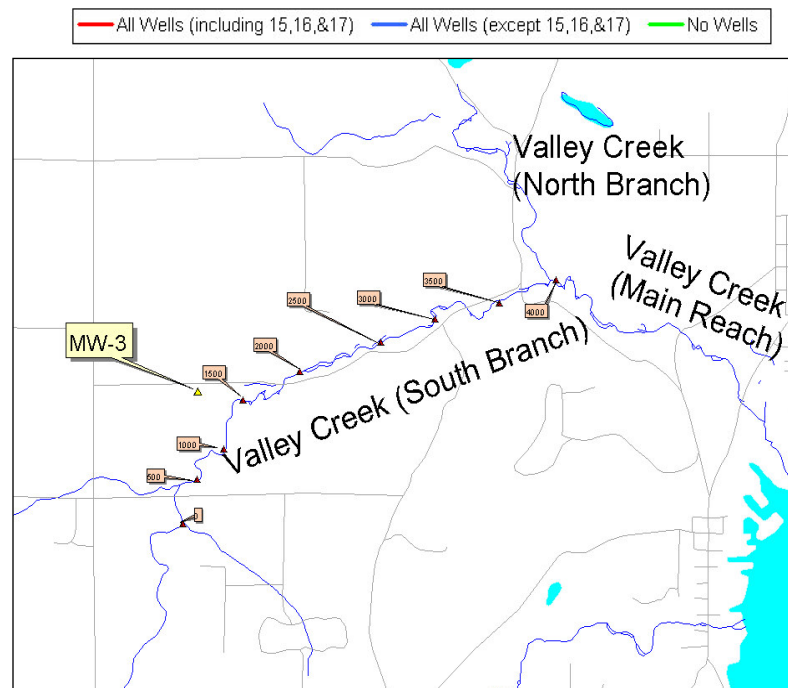 All Wells (including 15,16,&17) All Wells (except 15,16,&17) No Wells
Valley Creek
(North Branch)
Valley Creek
(Main Reach)
3500
2500
3000
4000
MW-3
2000
1500
Valley Creek (South Branch)
1000
500
0